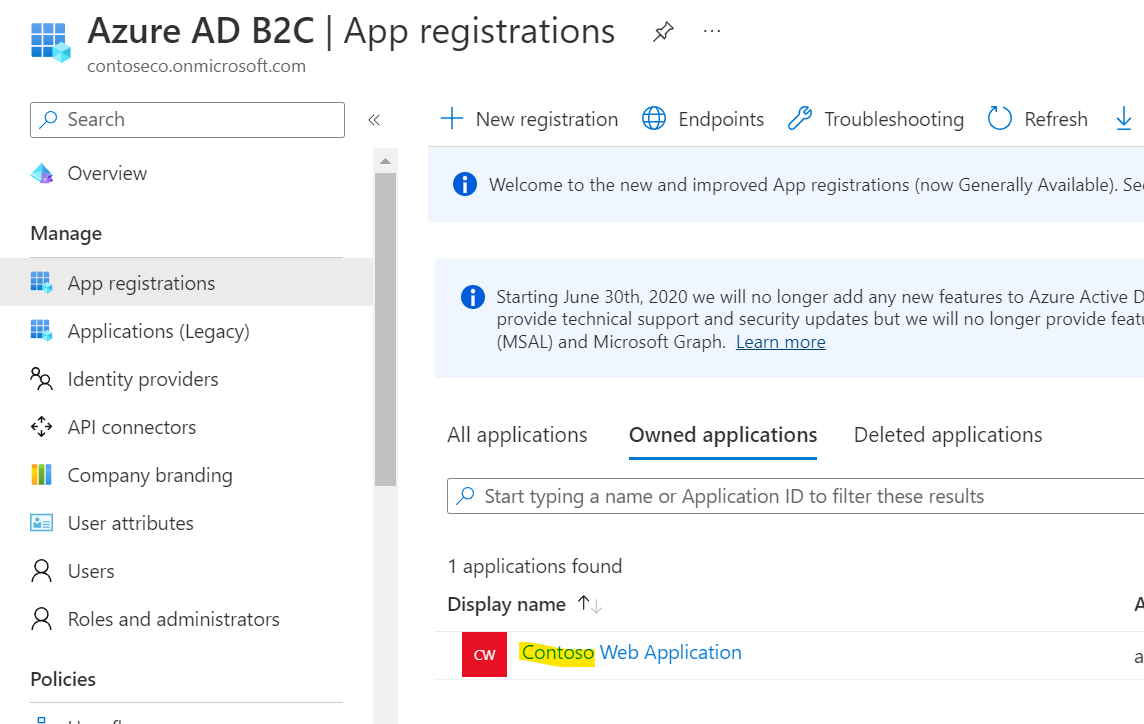 Azure AD B2C | App registrations
contoseco.onmicrosoft.com
Search
Overview
Manage
App registrations
Applications (Legacy)
Identity providers
API connectors
Company branding
User attributes
Users
Roles and administrators
Policies
New registration
Endpoints
Troubleshooting
Refresh
Welcome to the new and improved App registrations (now Generally Available).
Starting June 30th, 2020 we will no longer add any new features to Azure Active
provide technical support and security updates but we will no longer provide
(MSAL) and Microsoft Graph. Learn more
All applications
Owned applications
Deleted applications
Start typing a name or Application ID to filter these results
1 applications found
Display name
CW
Contoso Web Application